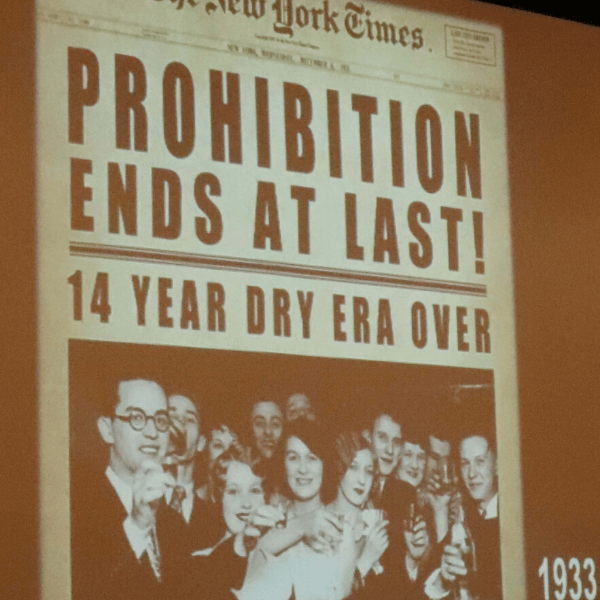 The New York Times.
PROHIBITION
ENDS AT LAST!
14 YEAR DRY ERA OVER
1933